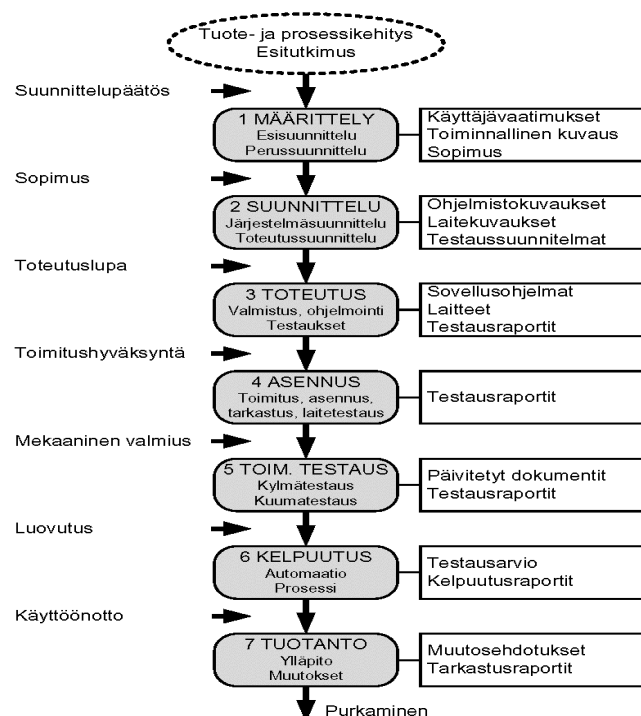 Tuote- ja prosessikehitys
Esitutkimus
Suunnittelupäätös
1 MÄÄRITTELY
Esisuunnittelu
Perussuunnittelu
Käyttäjävaatimukset
Toiminnallinen kuvaus
Sopimus
Sopimus
2 SUUNNITTELU
Järjestelmäsuunnittelu
Toteutussuunnittelu
Ohjelmistokuvaukset
Laitekuvaukset
Testaussuunnitelmat
Toteutuslupa
3 TOTEUTUS
Valmistus, ohjelmointi
Testaukset
Sovellusohjelmat
Laitteet
Testausraportit
Toimitushyväksyntä
4 ASENNUS
Toimitus, asennus,
tarkastus, laitetestaus
Testausraportit
Mekaaninen valmius
5 TOIM. TESTAUS
Kylmätestaus
Kuumatestaus
Päivitetyt dokumentit
Testausraportit
Luovutus
6 KELPUUTUS
Automaatio
Prosessi
Testausarvio
Kelpuutusraportit
Käyttöönotto
7 TUOTANTO
Ylläpito
Muutokset
Muutosehdotukset
Tarkastusraportit
Purkaminen